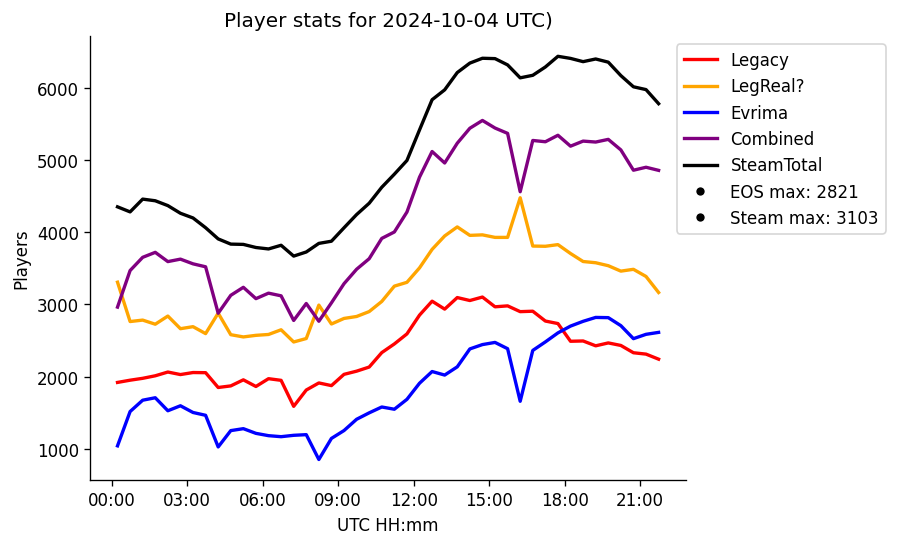 Player stats for 2024-10-04 UTC)
Legacy
LegReal?
Evrima
Combined
SteamTotal
EOS max: 2821
Steam max: 3103
Players
6000
5000
4000
3000
2000
1000
00:00 03:00 06:00 09:00 12:00 15:00 18:00 21:00
UTC HH:mm